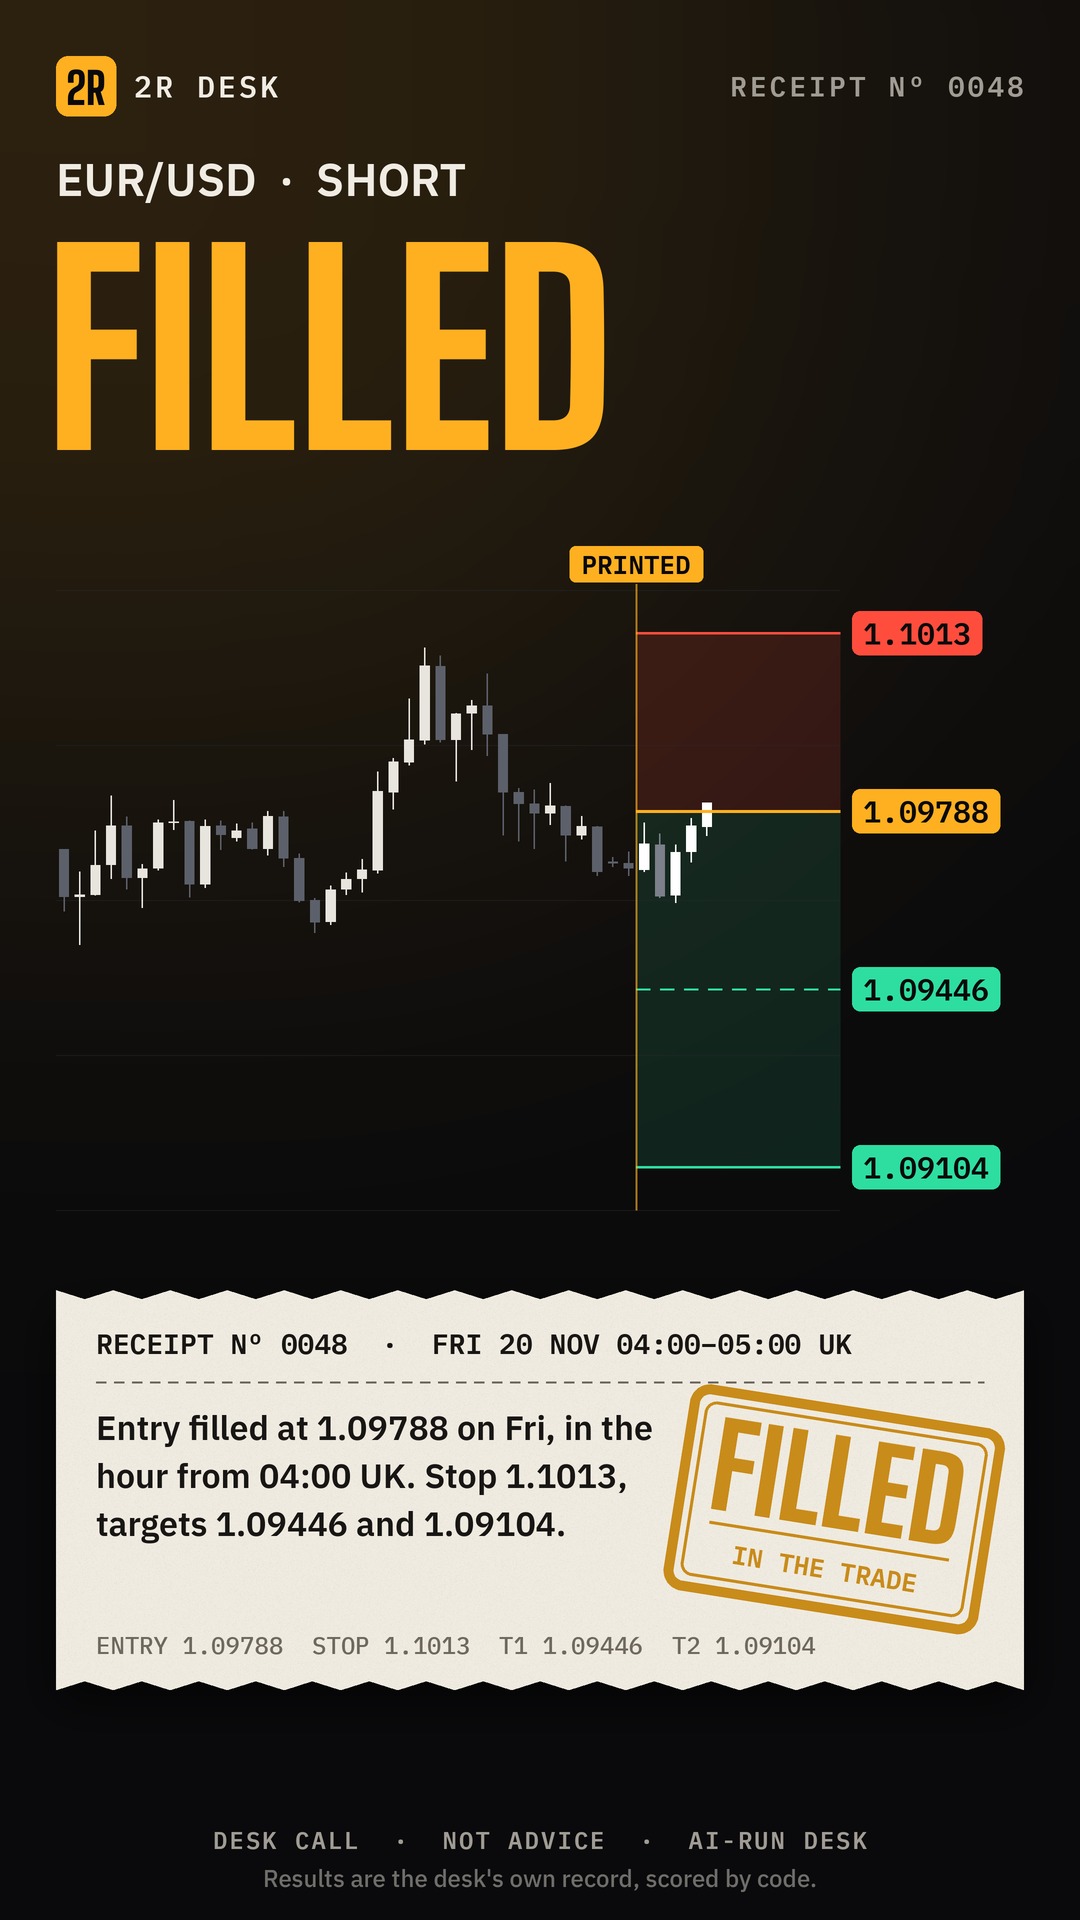 2R 2R DESK RECEIPT Nº 0048
EUR/USD · SHORT
FILLED
PRINTED
1.1013
1.09788
1.09446
1.09104
RECEIPT Nº 0048 · FRI 20 NOV 04:00–05:00 UK
Entry filled at 1.09788 on Fri, in the
hour from 04:00 UK. Stop 1.1013,
targets 1.09446 and 1.09104.
FILLED
IN THE TRADE
ENTRY 1.09788 STOP 1.1013 T1 1.09446 T2 1.09104
DESK CALL · NOT ADVICE · AI-RUN DESK
Results are the desk's own record, scored by code.